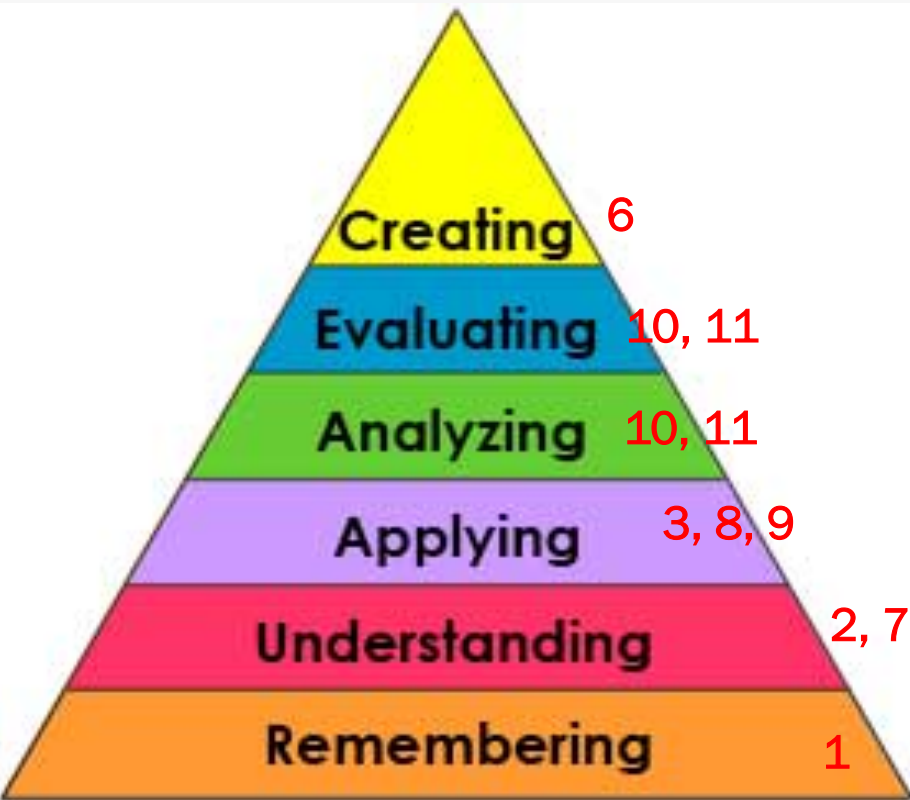 Creating 6
Evaluating 10, 11
Analyzing 10, 11
Applying 3, 8, 9
Understanding 2, 7
Remembering 1